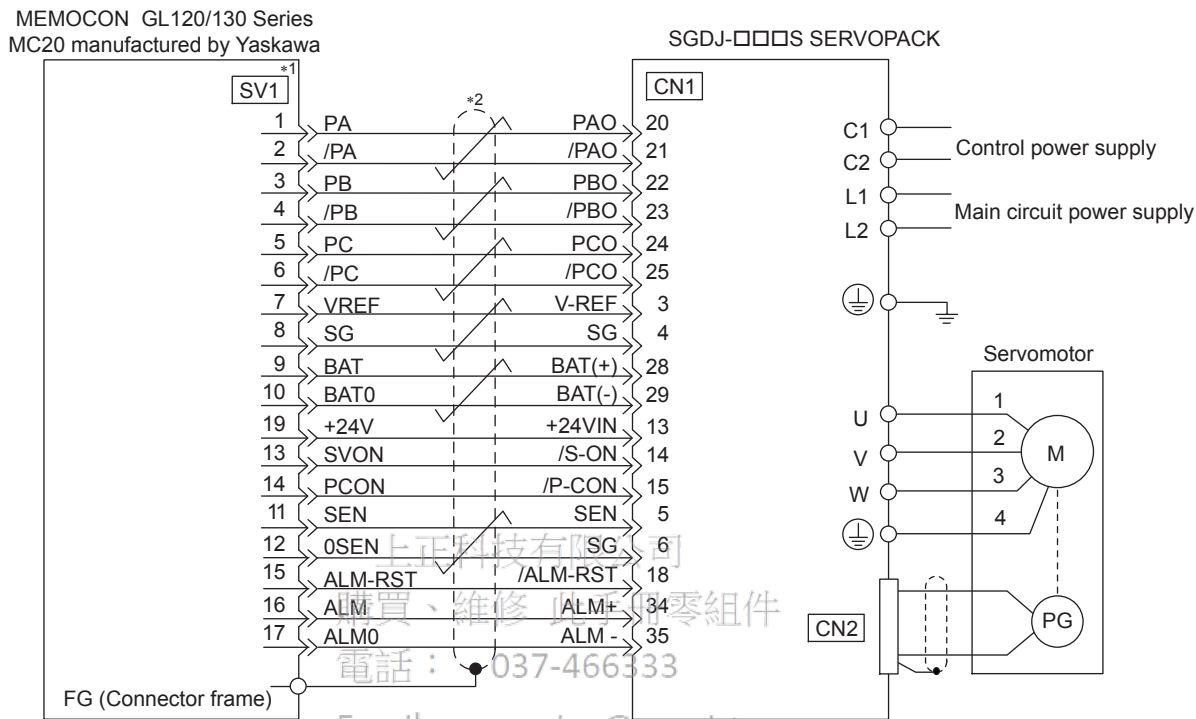 MEMOCON GL120/130 Series
MC20 manufactured by Yaskawa
SGDJ-□□□S SERVOPACK
*1
SV1
*2
CN1
1 PA PAO 20
2 /PA /PAO 21
3 PB PBO 22
4 /PB /PBO 23
5 PC PCO 24
6 /PC /PCO 25
7 VREF V-REF 3
8 SG SG 4
9 BAT BAT(+) 28
10 BAT0 BAT(-) 29
19 +24V +24VIN 13
13 SVON /S-ON 14
14 PCON /P-CON 15
11 SEN SEN 5
12 0SEN SG 6
15 ALM-RST /ALM-RST 18
16 ALM ALM+ 34
17 ALM0 ALM - 35
FG (Connector frame)
上正科技有限公司
購買、維修 此手冊零組件
電話： 037-466333
C1
C2
Control power supply
L1
L2
Main circuit power supply
Servomotor
U 1
V 2
W 3
4
M
CN2
PG